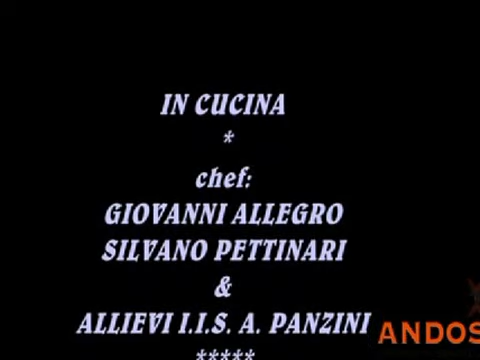 IN CUCINA
*
chef:
GIOVANNI ALLEGRO
SILVANO PETTINARI
&
ALLIEVI I.I.S. A. PANZINI
ANDOS
*****